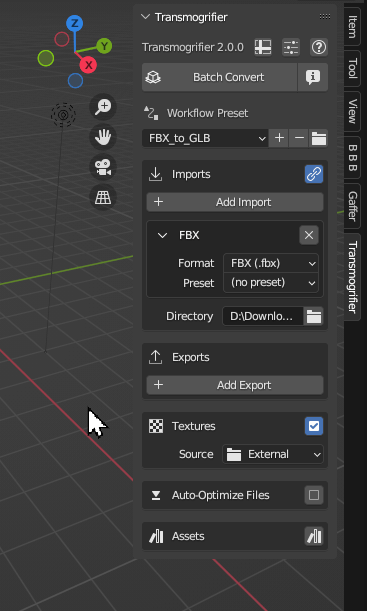 Transmogrifier
Transmogrifier 2.0.0
Batch Convert
Workflow Preset
FBX_to_GLB
Imports
Add Import
FBX
Format FBX (.fbx)
Preset (no preset)
Directory D:\Downlo...
Exports
Add Export
Textures
Source External
Auto-Optimize Files
Assets
Z
Y
X
Item
Tool
View
B B B
Gaffer
Transmogrifier